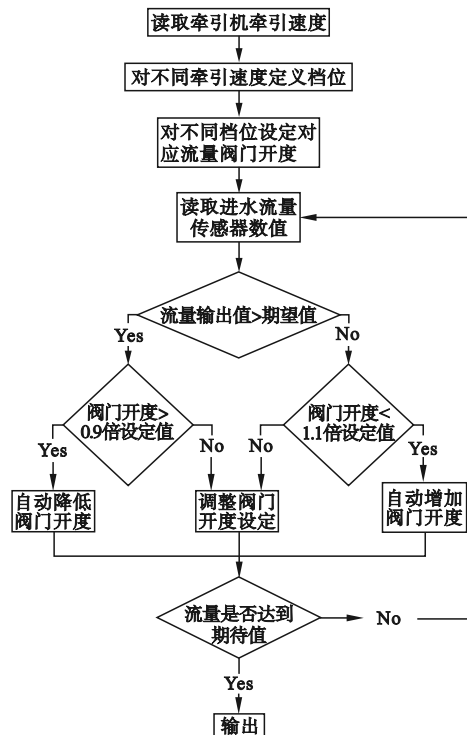 读取牵引机牵引速度
对不同牵引速度定义档位
对不同档位设定对
应流量阀门开度
读取进水流量
传感器数值
流量输出值>期望值
Yes
No
阀门开度>
0.9倍设定值
阀门开度<
1.1倍设定值
Yes
No
No
Yes
自动降低
阀门开度
调整阀门
开度设定
自动增加
阀门开度
流量是否达到
期待值
No
Yes
输出